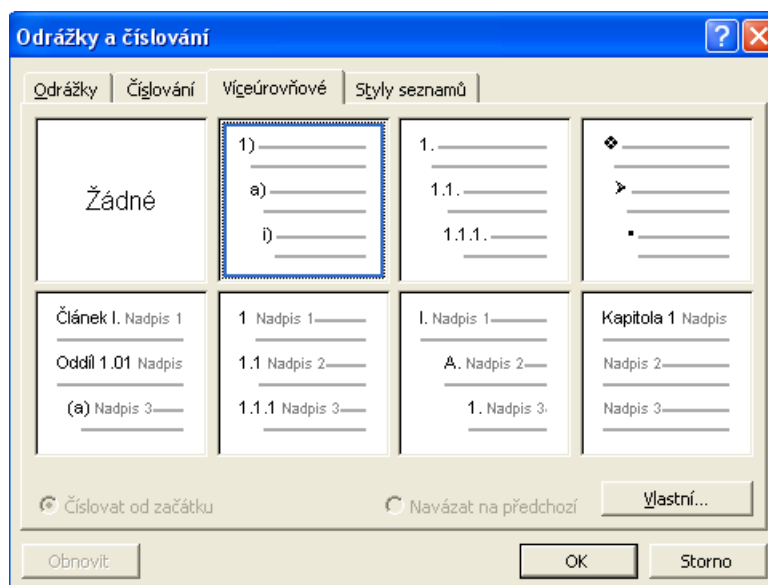 Odrážky a číslování
Odrážky Číslování Víceúrovňové Styly seznamů
Žádné
1)
a)
i)
1.
1.1.
1.1.1.
Článek I. Nadpis 1
Oddíl 1.01 Nadpis
(a) Nadpis 3
1 Nadpis 1
1.1 Nadpis 2
1.1.1 Nadpis 3
I. Nadpis 1
A. Nadpis 2
1. Nadpis 3
Kapitola 1 Nadpis
Nadpis 2
Nadpis 3
Číslovat od začátku Navázat na předchozí Vlastní...
Obnovit OK Storno